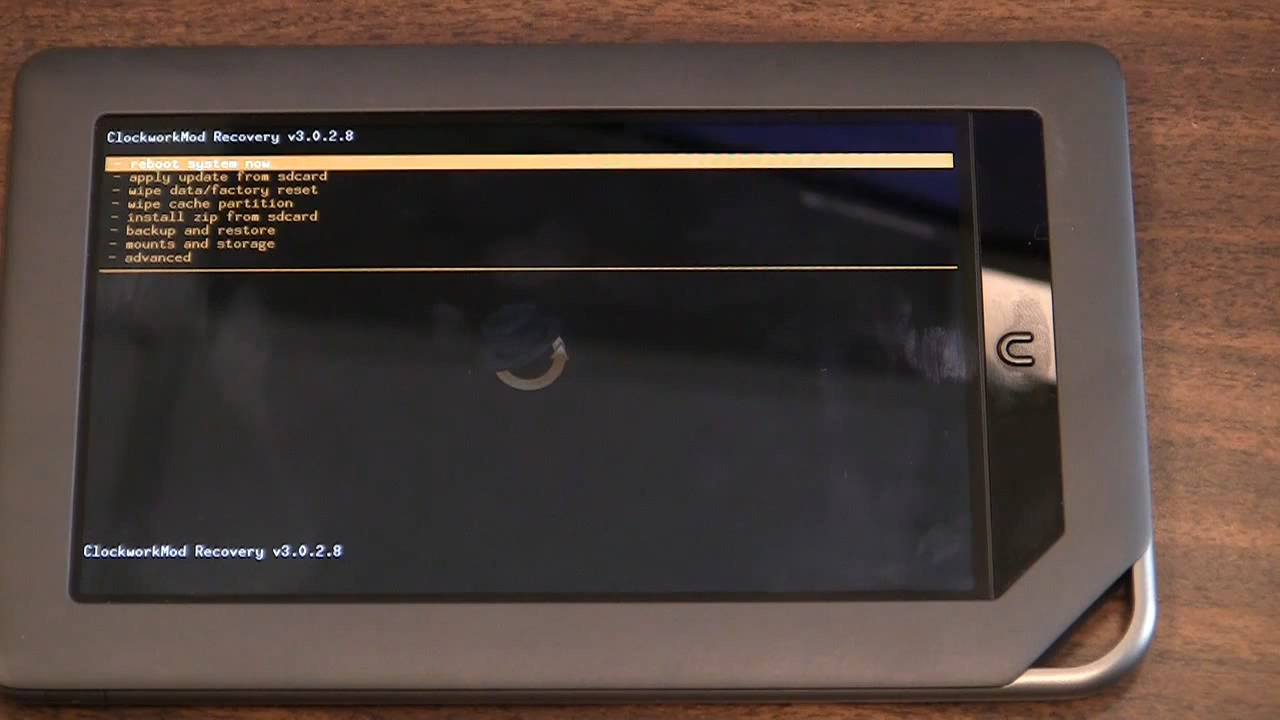 ClockworkMod Recovery v3.0.2.8
- reboot system now
- apply update from sdcard
- wipe data/factory reset
- wipe cache partition
- install zip from sdcard
- backup and restore
- mounts and storage
- advanced
ClockworkMod Recovery v3.0.2.8